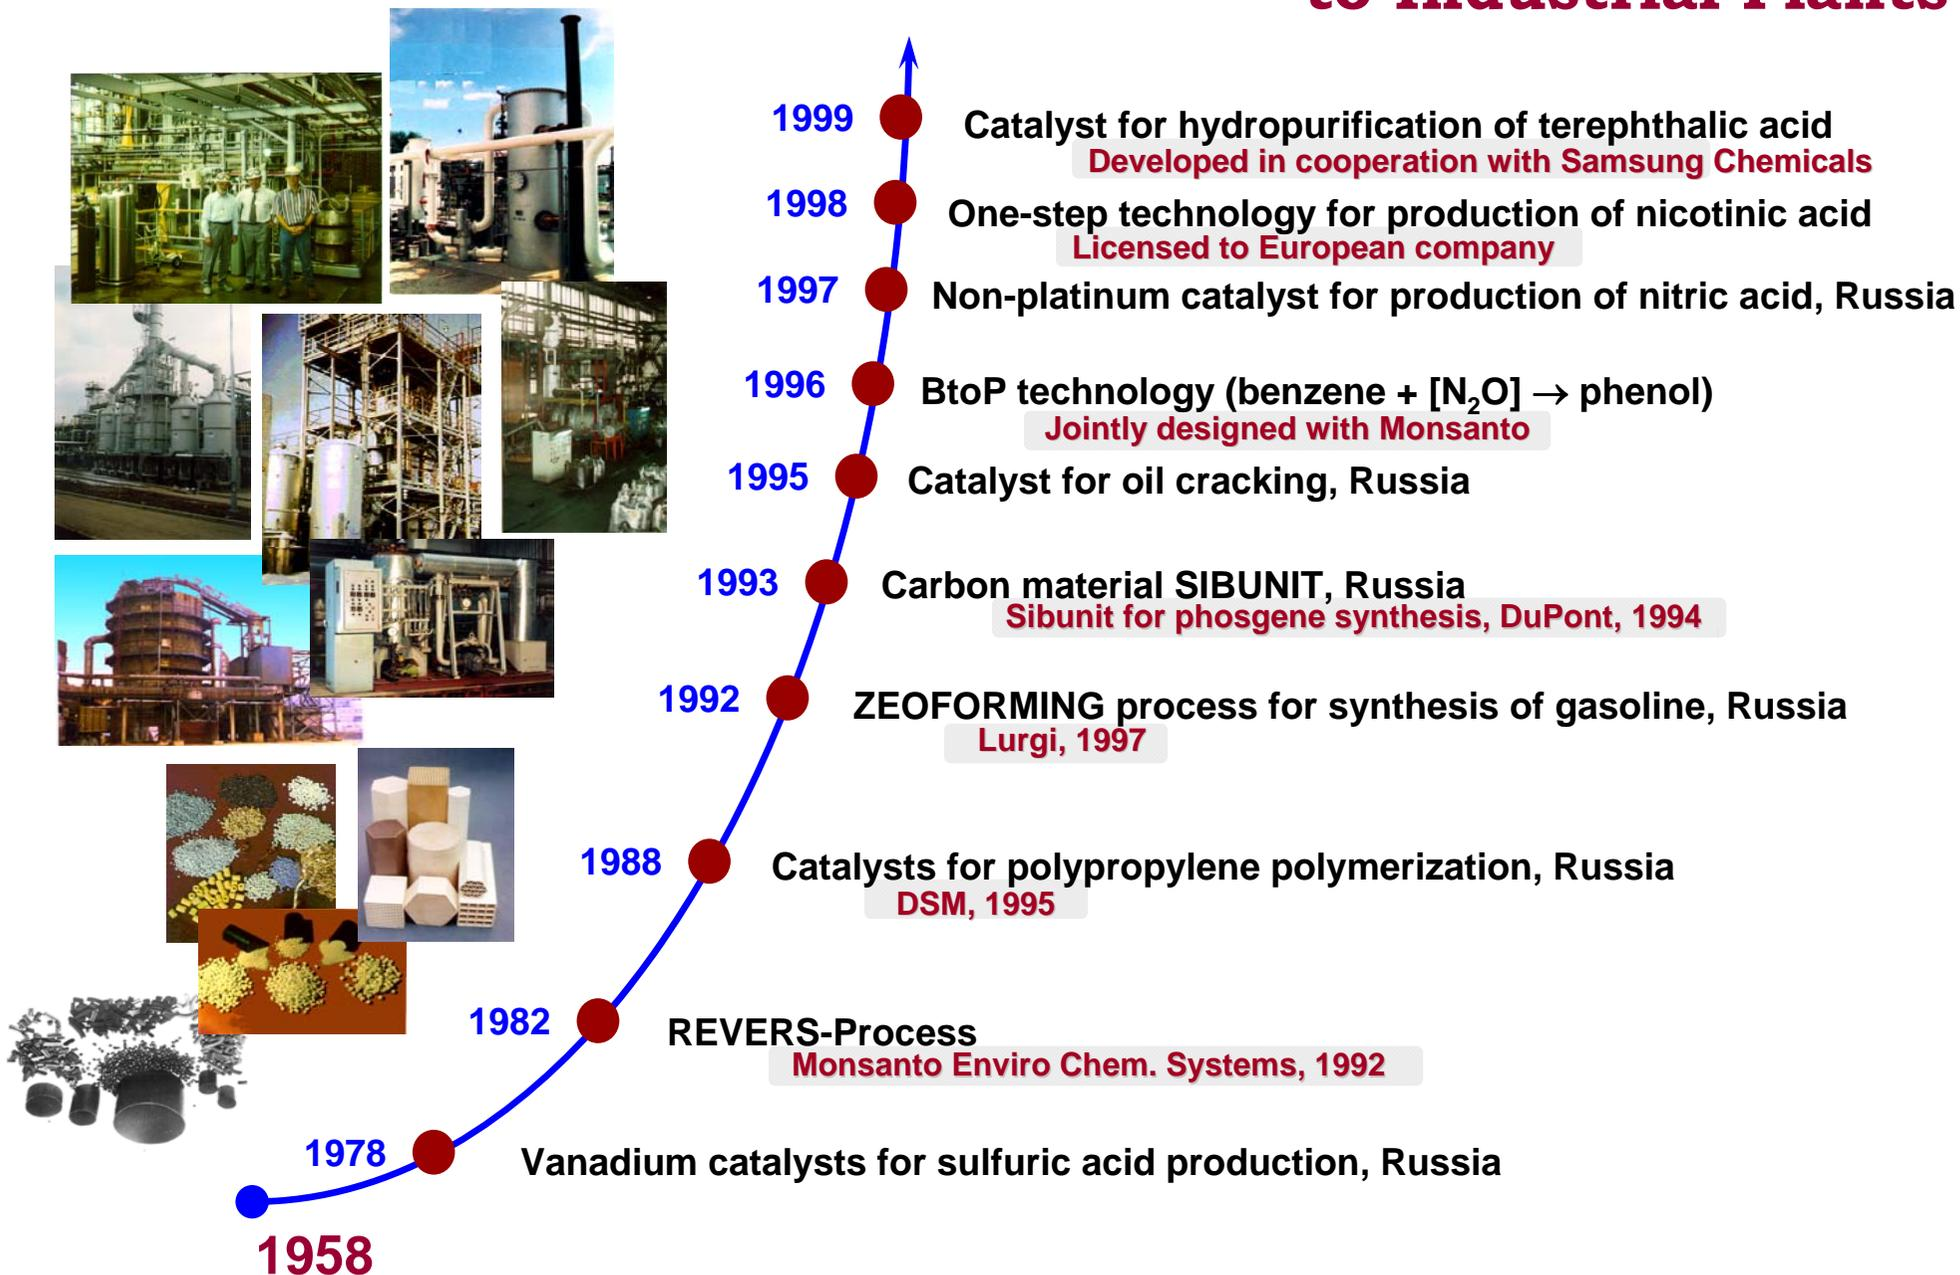 to Industrial Plants
1999
Catalyst for hydropurification of terephthalic acid
Developed in cooperation with Samsung Chemicals
1998
One-step technology for production of nicotinic acid
Licensed to European company
1997
Non-platinum catalyst for production of nitric acid, Russia
1996
BtoP technology (benzene + [N₂O] → phenol)
Jointly designed with Monsanto
1995
Catalyst for oil cracking, Russia
1993
Carbon material SIBUNIT, Russia
Sibunit for phosgene synthesis, DuPont, 1994
1992
ZEOFORMING process for synthesis of gasoline, Russia
Lurgi, 1997
1988
Catalysts for polypropylene polymerization, Russia
DSM, 1995
1982
REVERS-Process
Monsanto Enviro Chem. Systems, 1992
1978
Vanadium catalysts for sulfuric acid production, Russia
1958